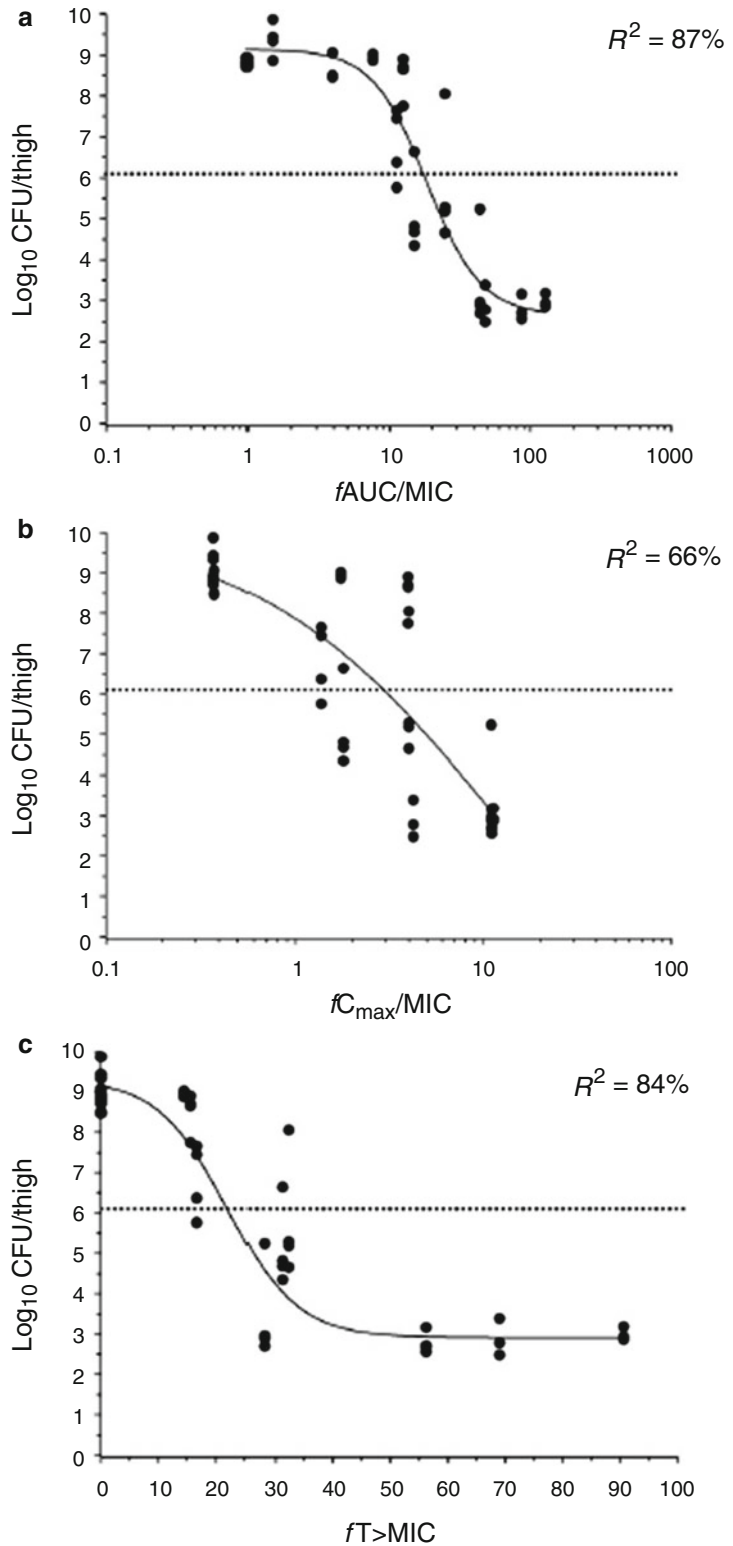 a
R² = 87%
10
9
8
7
6
5
4
3
2
1
0
Log₁₀ CFU/thigh
0.1 1 10 100 1000
fAUC/MIC
b
R² = 66%
10
9
8
7
6
5
4
3
2
1
0
Log₁₀ CFU/thigh
0.1 1 10 100
fCmax/MIC
c
R² = 84%
10
9
8
7
6
5
4
3
2
1
0
Log₁₀ CFU/thigh
0 10 20 30 40 50 60 70 80 90 100
fT>MIC